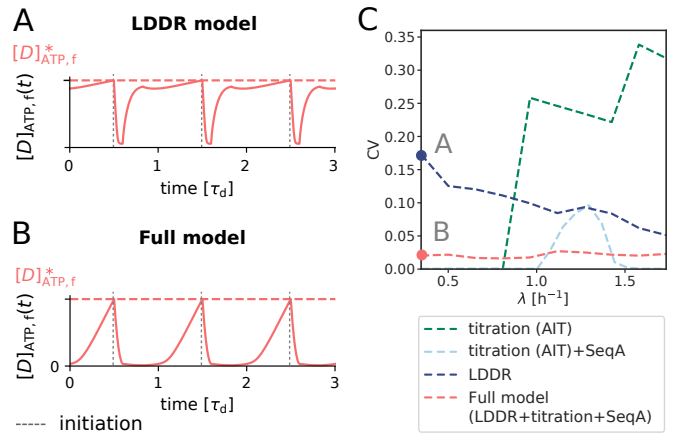 A
LDDR model
[D]*ATP, f
[D]ATP, f(t)
0 1 2 3
time [τd]
B
Full model
[D]*ATP, f
[D]ATP, f(t)
0
0 1 2 3
time [τd]
initiation
C
0.35
0.30
0.25
0.20
0.15
0.10
0.05
0.00
CV
A
B
0.5 1.0 1.5
λ [h⁻¹]
titration (AIT)
titration (AIT)+SeqA
LDDR
Full model
(LDDR+titration+SeqA)